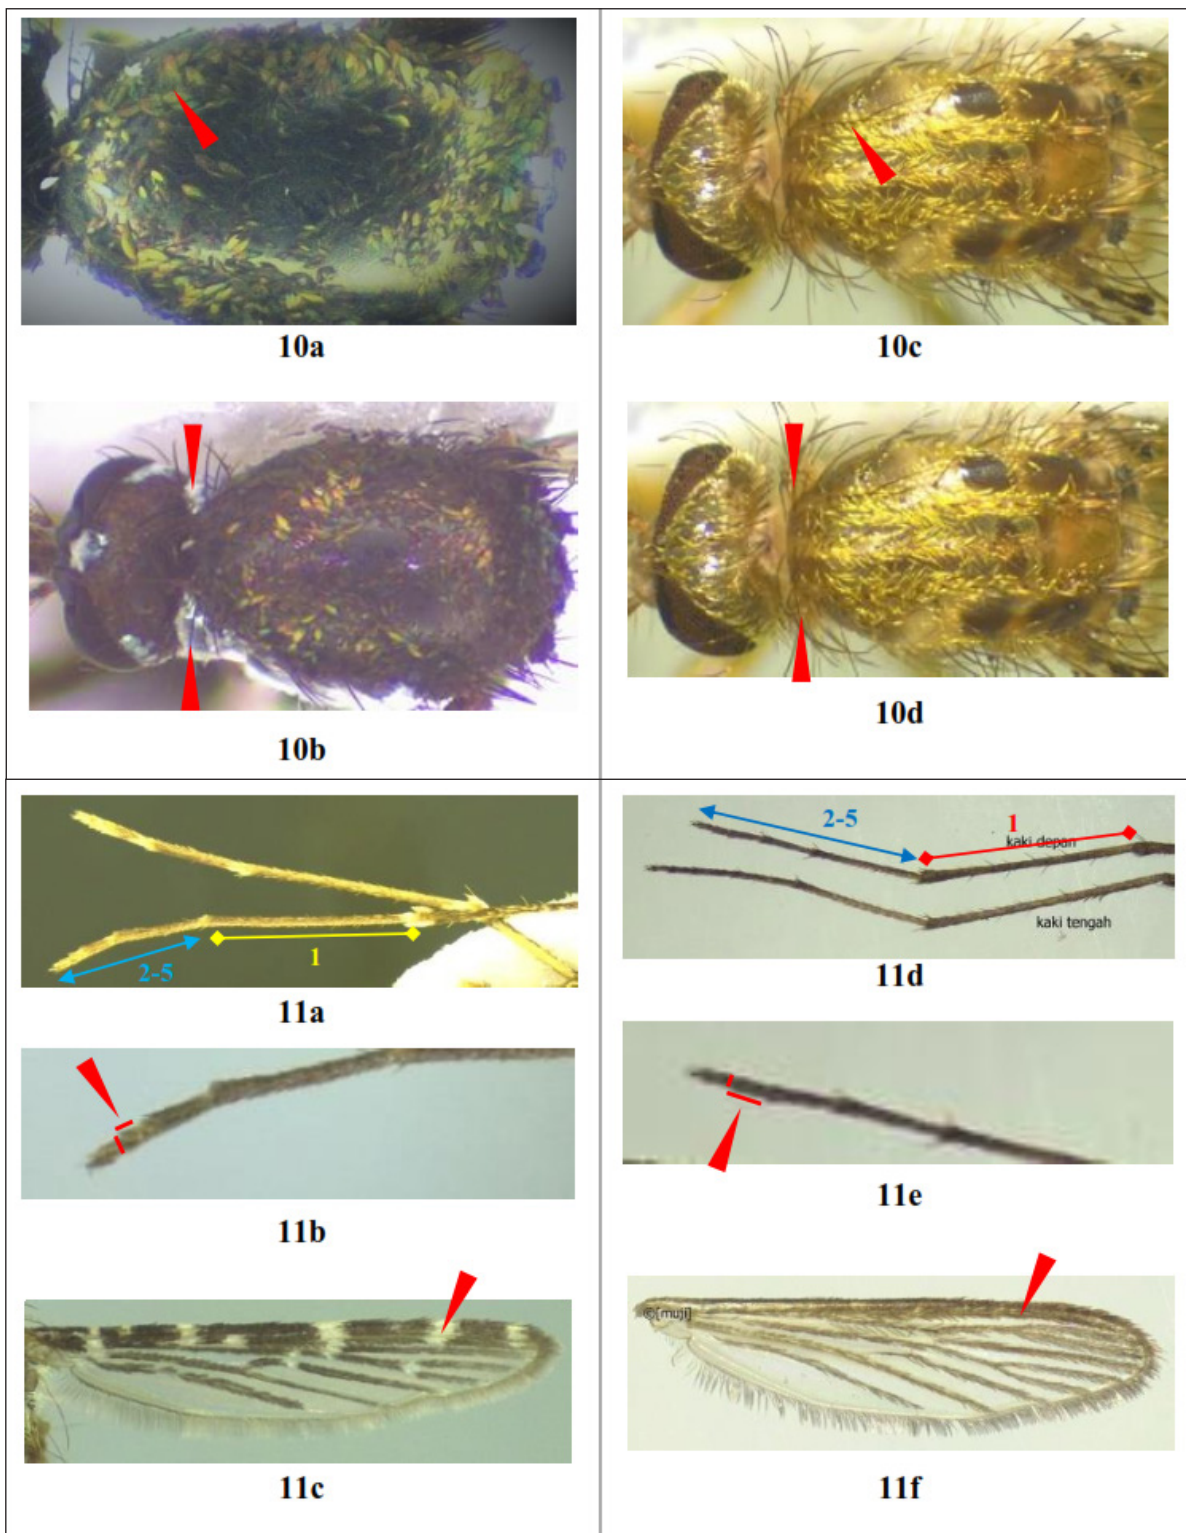 10a
10c
10b
10d
2-5
1
11a
2-5
1
kaki depan
kaki tengah
11d
11b
11e
©[muji]
11c
11f